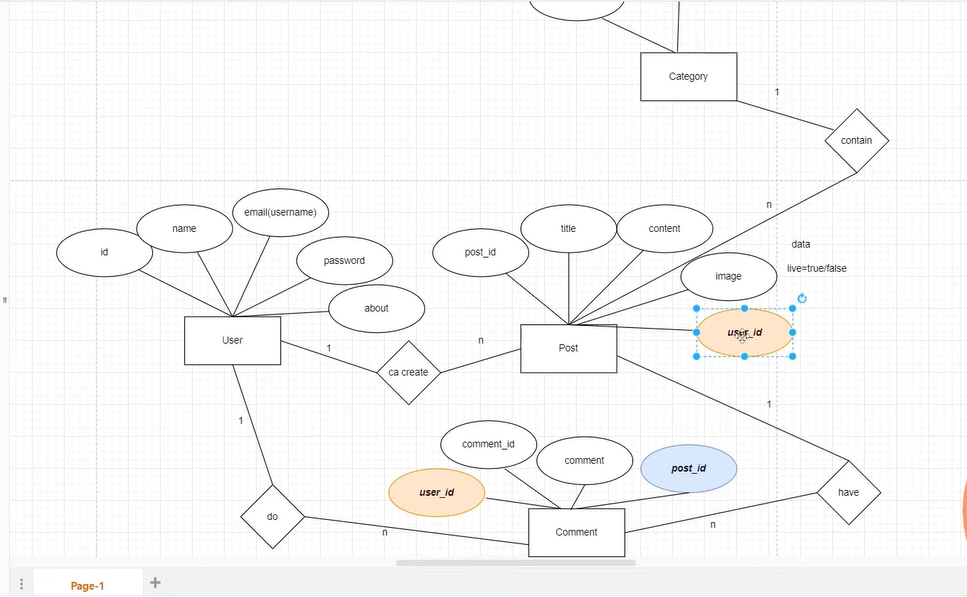 Category
1
contain
n
email(username)
name
title
content
data
id
post_id
password
live=true/false
image
about
user_id
User
1
n
Post
ca create
1
1
comment_id
comment
post_id
user_id
have
do
n
n
Comment
Page-1